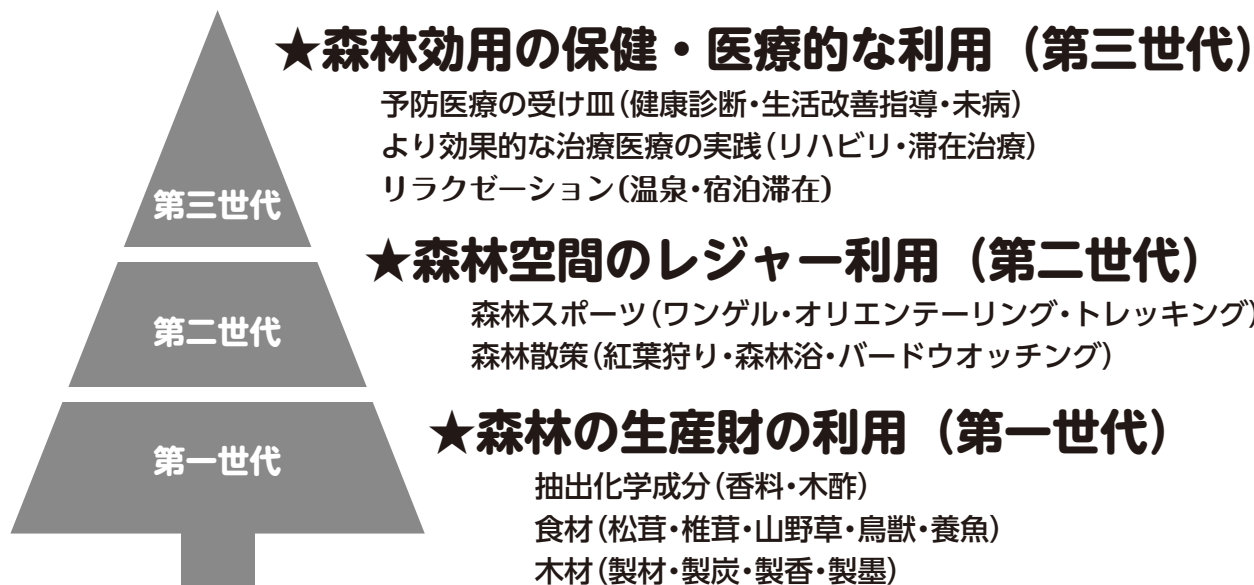 ★森林効用の保健・医療的な利用（第三世代）
予防医療の受け皿(健康診断・生活改善指導・未病)
より効果的な治療医療の実践(リハビリ・滞在治療)
リラクゼーション(温泉・宿泊滞在)
第三世代
★森林空間のレジャー利用（第二世代）
森林スポーツ(ワンゲル・オリエンテーリング・トレッキング)
森林散策(紅葉狩り・森林浴・バードウオッチング)
第二世代
★森林の生産財の利用（第一世代）
抽出化学成分(香料・木酢)
食材(松茸・椎茸・山野草・鳥獣・養魚)
木材(製材・製炭・製香・製墨)
第一世代